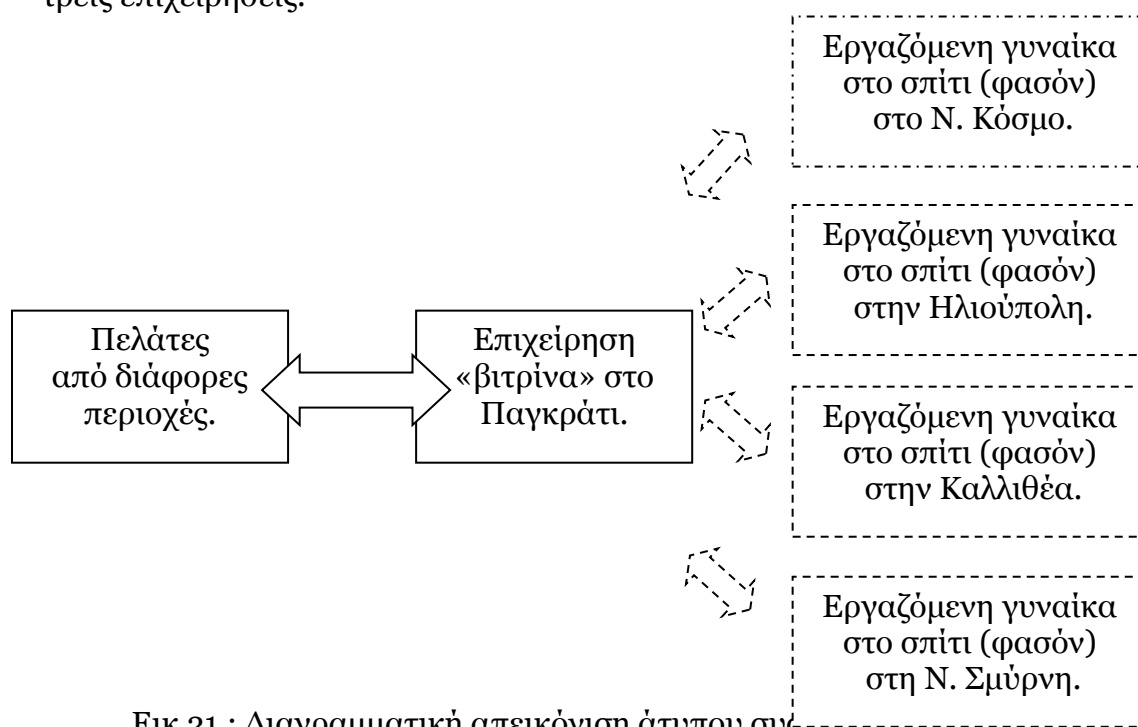 τρεις επιχειρήσεις.
Εργαζόμενη γυναίκα
στο σπίτι (φασόν)
στο Ν. Κόσμο.
Εργαζόμενη γυναίκα
στο σπίτι (φασόν)
στην Ηλιούπολη.
Πελάτες
από διάφορες
περιοχές.
Επιχείρηση
«βιτρίνα» στο
Παγκράτι.
Εργαζόμενη γυναίκα
στο σπίτι (φασόν)
στην Καλλιθέα.
Εργαζόμενη γυναίκα
στο σπίτι (φασόν)
στη Ν. Σμύρνη.
Εικ.21 : Διαγραμματική απεικόνιση άτυπου